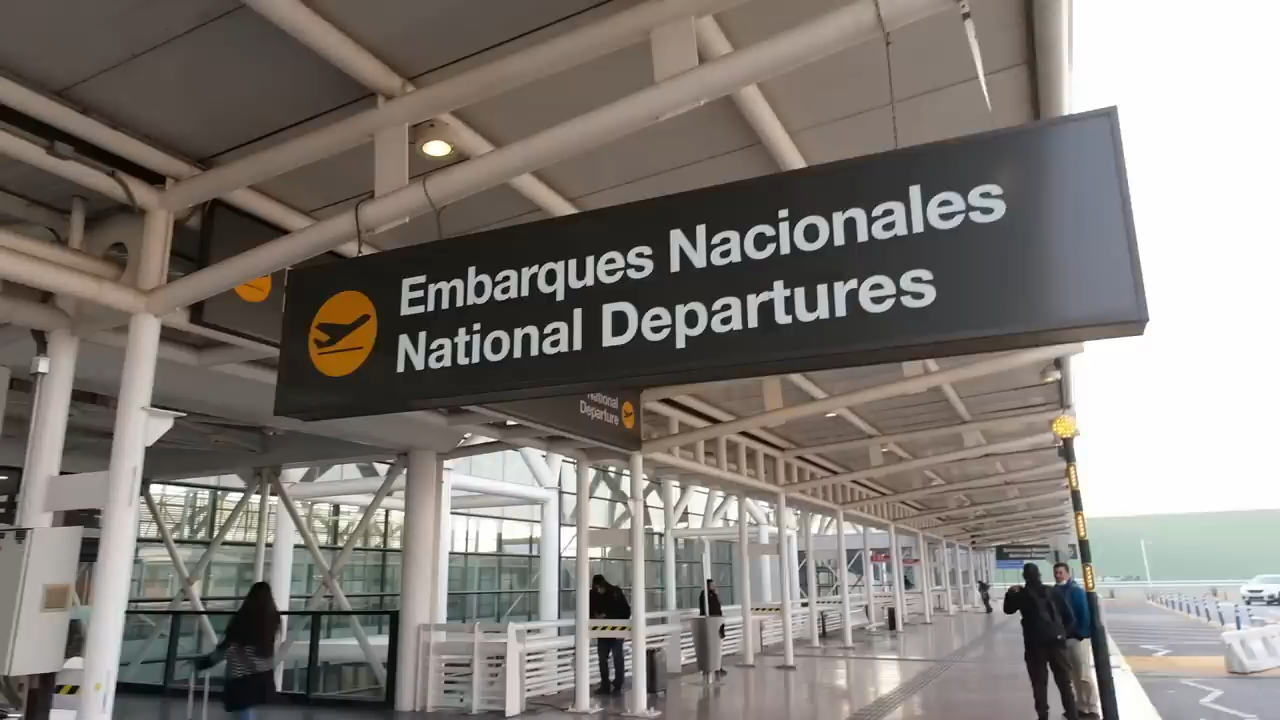 Embarques Nacionales
National Departures
National
Departure